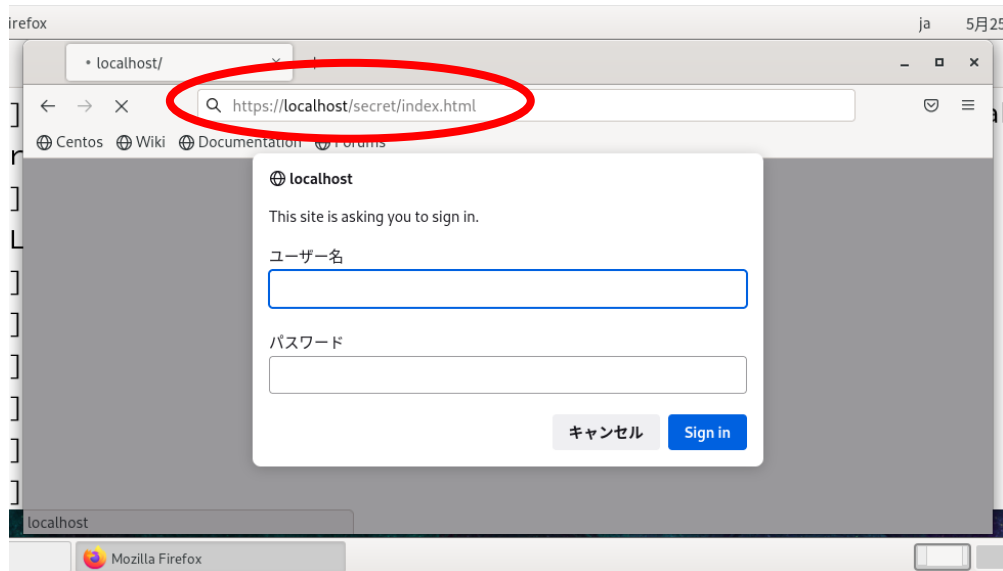 irefox ja 5月25
• localhost/
https://localhost/secret/index.html
Centos Wiki Documentation Forums
localhost
This site is asking you to sign in.
ユーザー名
パスワード
キャンセル Sign in
localhost
Mozilla Firefox